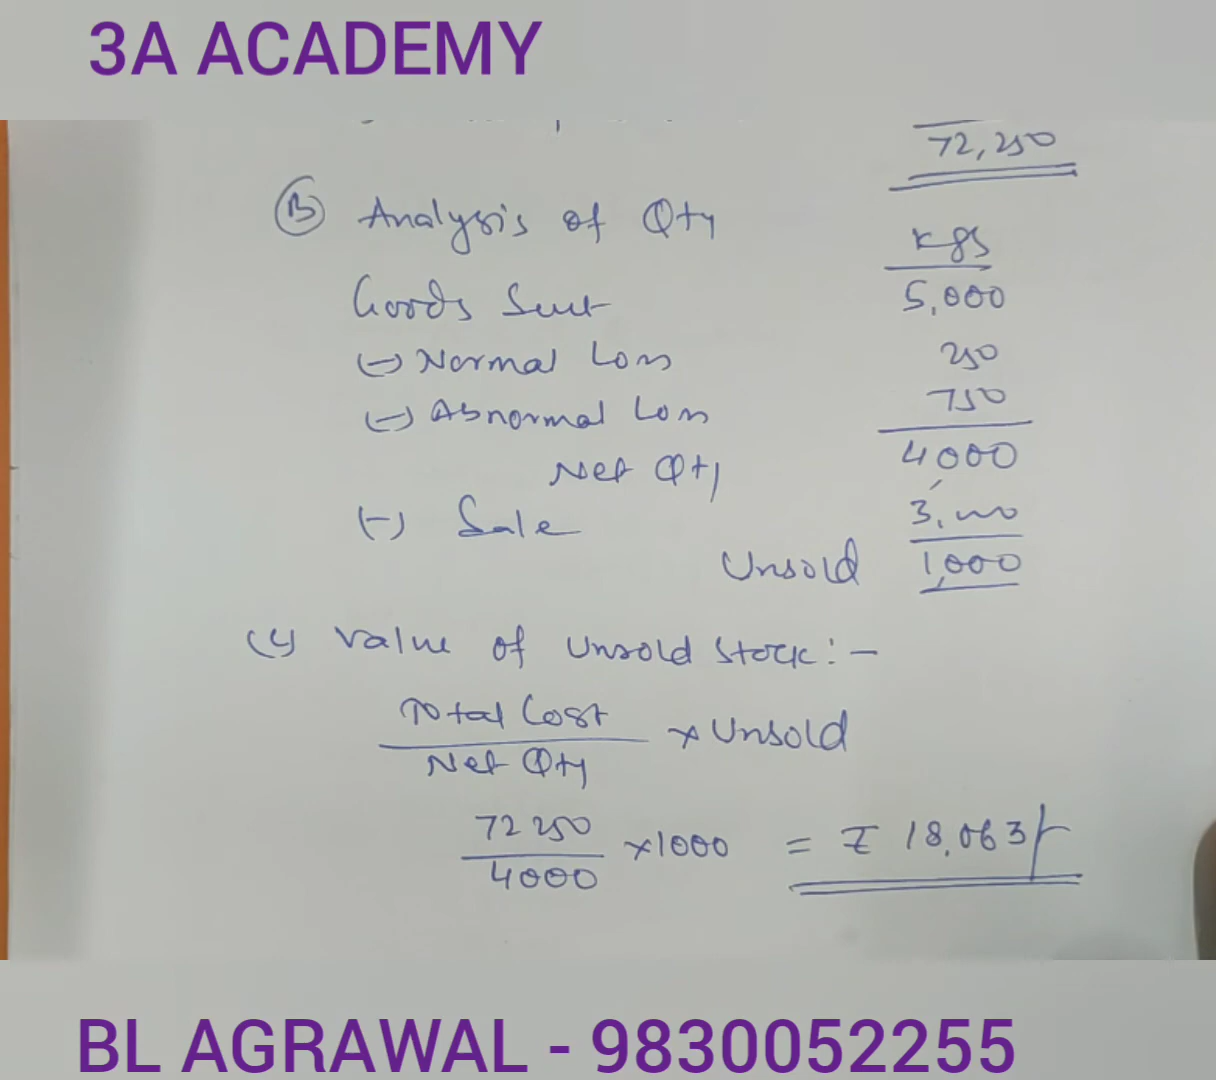 3A ACADEMY
72,250
(B) Analysis of Qty
Kgs
Goods Sent 5,000
(-) Normal Loss 250
(-) Abnormal Loss 750
Net Qty 4000
(-) Sale 3,000
Unsold 1,000
(c) Value of Unsold Stock:-
Total Cost
Net Qty
× Unsold
72250
4000
×1000 = ₹ 18,063/-
BL AGRAWAL - 9830052255